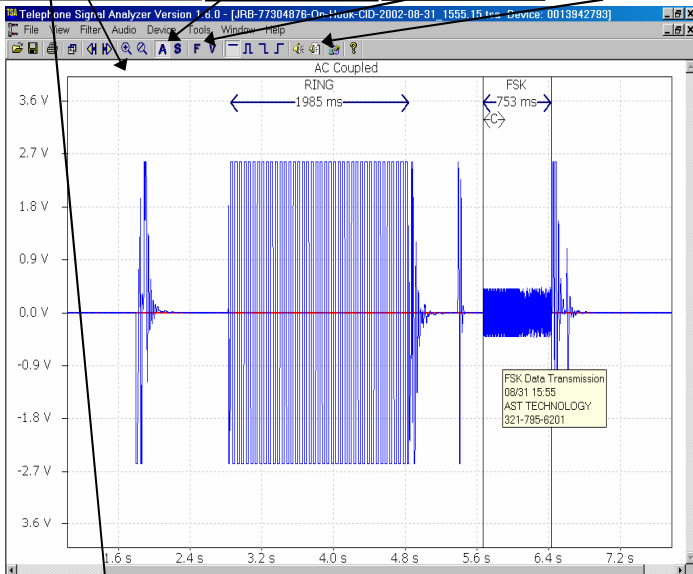 Telephone Signal Analyzer Version 1.6.0 - [JRB-77304876-On-Hook-CID-2002-08-31_1555.15.tsa Device: 0013942793]
File View Filter Audio Device Tools Window Help
A S F V
AC Coupled
RING
1985 ms
FSK
753 ms
C
3.6 V
2.7 V
1.8 V
0.9 V
0.0 V
-0.9 V
-1.8 V
-2.7 V
3.6 V
FSK Data Transmission
08/31 15:55
AST TECHNOLOGY
321-795-6201
1.6 s 2.4 s 3.2 s 4.0 s 4.8 s 5.6 s 6.4 s 7.2 s